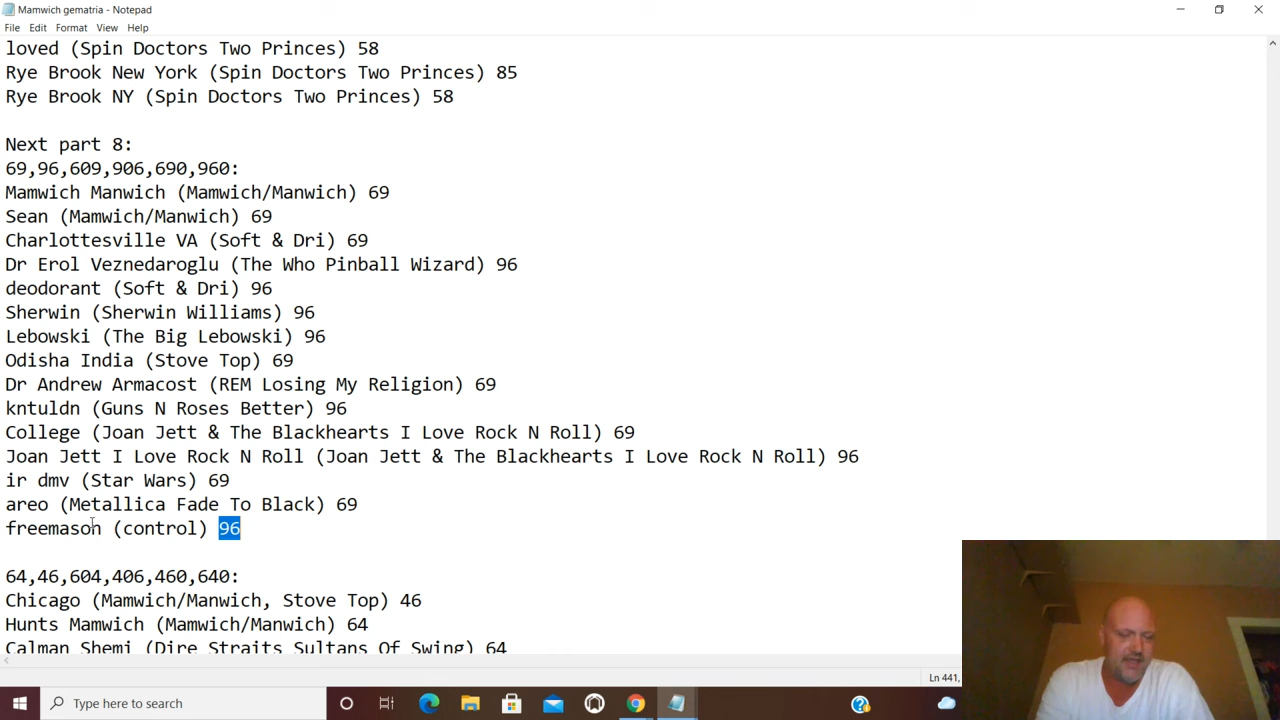 Mamwich gematria - Notepad
File Edit Format View Help
loved (Spin Doctors Two Princes) 58
Rye Brook New York (Spin Doctors Two Princes) 85
Rye Brook NY (Spin Doctors Two Princes) 58
Next part 8:
69,96,609,906,690,960:
Mamwich Manwich (Mamwich/Manwich) 69
Sean (Mamwich/Manwich) 69
Charlottesville VA (Soft & Dri) 69
Dr Erol Veznedaroglu (The Who Pinball Wizard) 96
deodorant (Soft & Dri) 96
Sherwin (Sherwin Williams) 96
Lebowski (The Big Lebowski) 96
Odisha India (Stove Top) 69
Dr Andrew Armacost (REM Losing My Religion) 69
kntuldn (Guns N Roses Better) 96
College (Joan Jett & The Blackhearts I Love Rock N Roll) 69
Joan Jett I Love Rock N Roll (Joan Jett & The Blackhearts I Love Rock N Roll) 96
ir dmv (Star Wars) 69
areo (Metallica Fade To Black) 69
freemason (control) 96
64,46,604,406,460,640:
Chicago (Mamwich/Manwich, Stove Top) 46
Hunts Mamwich (Mamwich/Manwich) 64
Calman Shemi (Dire Straits Sultans Of Swing) 64
Ln 441,
Type here to search